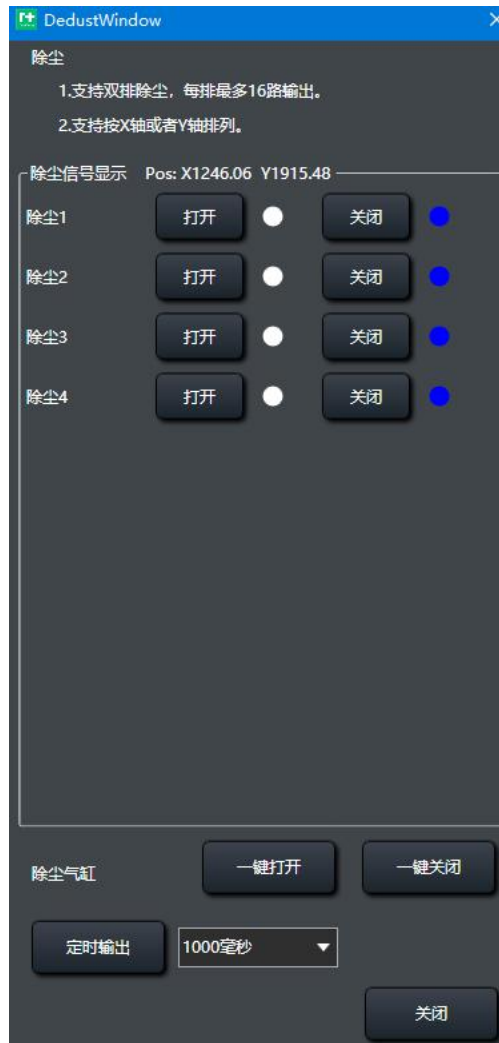 DedustWindow
除尘
1.支持双排除尘，每排最多16路输出。
2.支持按X轴或者Y轴排列。
除尘信号显示 Pos: X1246.06 Y1915.48
除尘1 打开 关闭
除尘2 打开 关闭
除尘3 打开 关闭
除尘4 打开 关闭
除尘气缸 一键打开 一键关闭
定时输出 1000毫秒
关闭